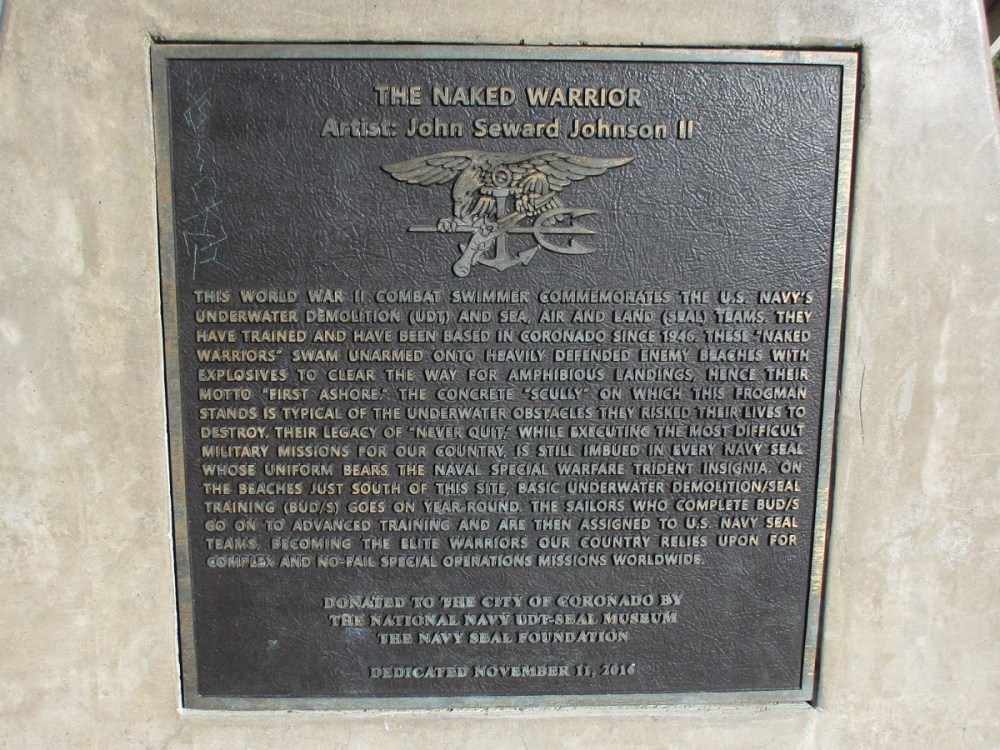 THE NAKED WARRIOR
Artist: John Seward Johnson II
THIS WORLD WAR II COMBAT SWIMMER COMMEMORATES THE U.S. NAVY'S
UNDERWATER DEMOLITION (UDT) AND SEA, AIR AND LAND (SEAL) TEAMS. THEY
HAVE TRAINED AND HAVE BEEN BASED IN CORONADO SINCE 1946. THESE "NAKED
WARRIORS" SWAM UNARMED ONTO HEAVILY DEFENDED ENEMY BEACHES WITH
EXPLOSIVES TO CLEAR THE WAY FOR AMPHIBIOUS LANDINGS, HENCE THEIR
MOTTO "FIRST ASHORE." THE CONCRETE "SCULLY" ON WHICH THIS FROGMAN
STANDS IS TYPICAL OF THE UNDERWATER OBSTACLES THEY RISKED THEIR LIVES TO
DESTROY. THEIR LEGACY OF "NEVER QUIT," WHILE EXECUTING THE MOST DIFFICULT
MILITARY MISSIONS FOR OUR COUNTRY, IS STILL IMBUED IN EVERY NAVY SEAL
WHOSE UNIFORM BEARS THE NAVAL SPECIAL WARFARE TRIDENT INSIGNIA. ON
THE BEACHES JUST SOUTH OF THIS SITE, BASIC UNDERWATER DEMOLITION/SEAL
TRAINING (BUD/S) GOES ON YEAR-ROUND. THE SAILORS WHO COMPLETE BUD/S
GO ON TO ADVANCED TRAINING AND ARE THEN ASSIGNED TO U.S. NAVY SEAL
TEAMS, BECOMING THE ELITE WARRIORS OUR COUNTRY RELIES UPON FOR
COMPLEX AND NO-FAIL SPECIAL OPERATIONS MISSIONS WORLDWIDE.
DONATED TO THE CITY OF CORONADO BY
THE NATIONAL NAVY UDT-SEAL MUSEUM
THE NAVY SEAL FOUNDATION
DEDICATED NOVEMBER 11, 2016